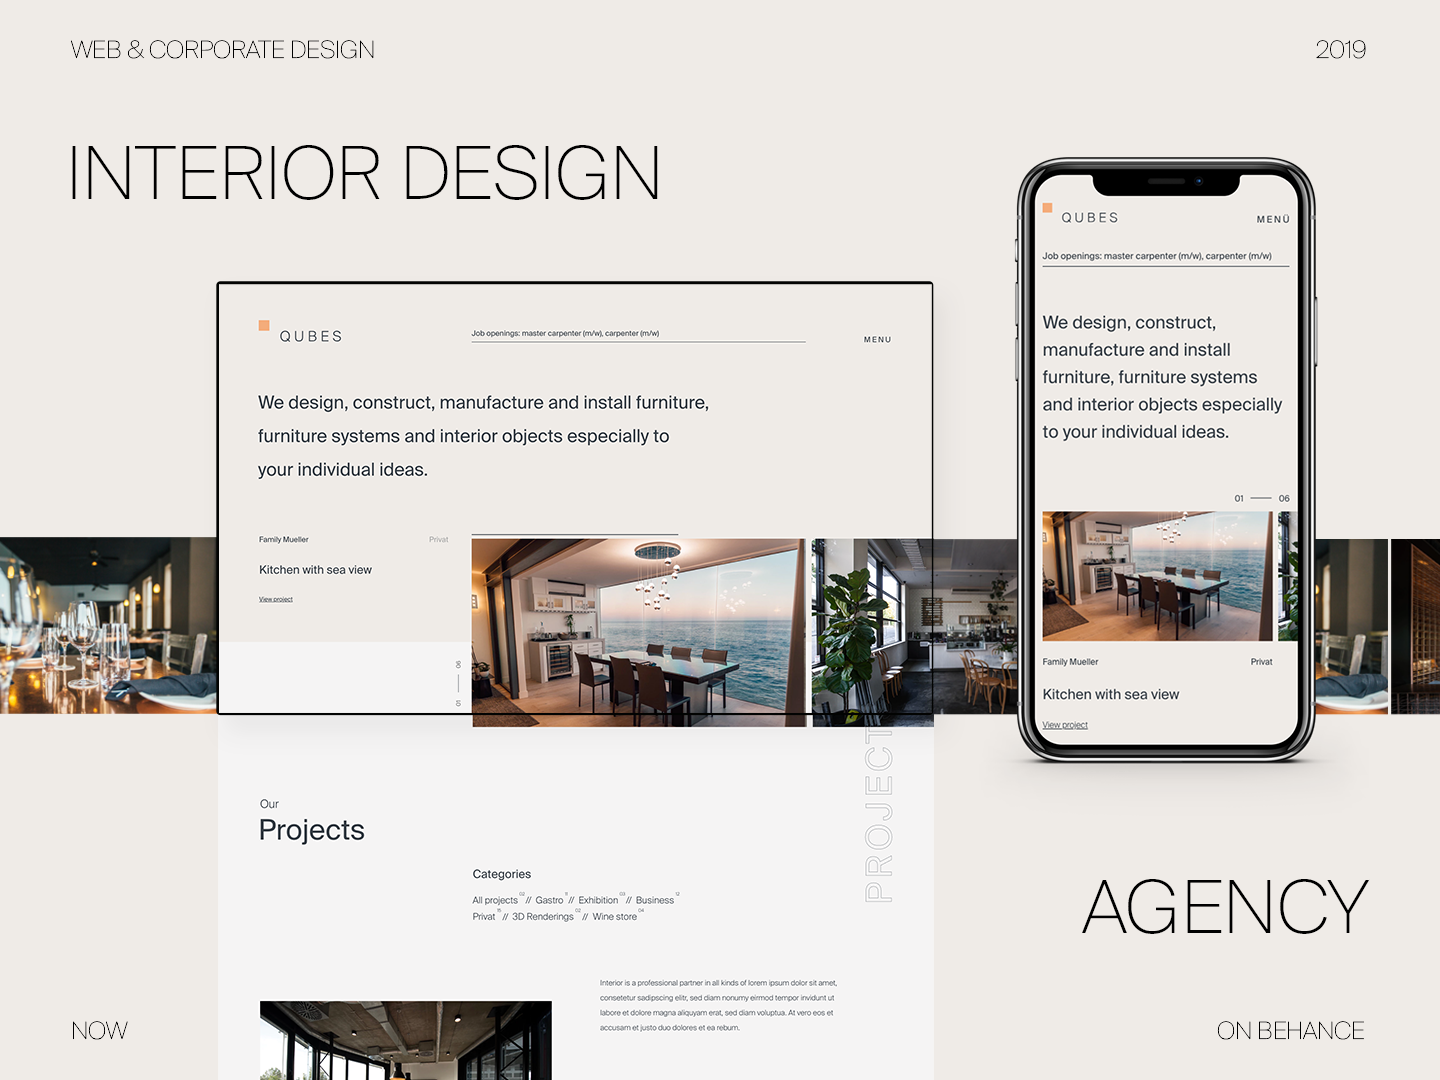 WEB & CORPORATE DESIGN
2019
INTERIOR DESIGN
QUBES
Job openings: master carpenter (m/w), carpenter (m/w)
MENU
We design, construct, manufacture and install furniture,
furniture systems and interior objects especially to
your individual ideas.
Family Mueller
Privat
Kitchen with sea view
View project
01 — 06
QUBES
MENÜ
Job openings: master carpenter (m/w), carpenter (m/w)
We design, construct,
manufacture and install
furniture, furniture systems
and interior objects especially
to your individual ideas.
01 — 06
Family Mueller
Privat
Kitchen with sea view
View project
PROJECT
Our
Projects
Categories
All projects 02 // Gastro 11 // Exhibition 03 // Business 12
Privat 15 // 3D Renderings 02 // Wine store 04
Interior is a professional partner in all kinds of lorem ipsum dolor sit amet,
consetetur sadipscing elitr, sed diam nonumy eirmod tempor invidunt ut
labore et dolore magna aliquyam erat, sed diam voluptua. At vero eos et
accusam et justo duo dolores et ea rebum.
AGENCY
NOW
ON BEHANCE